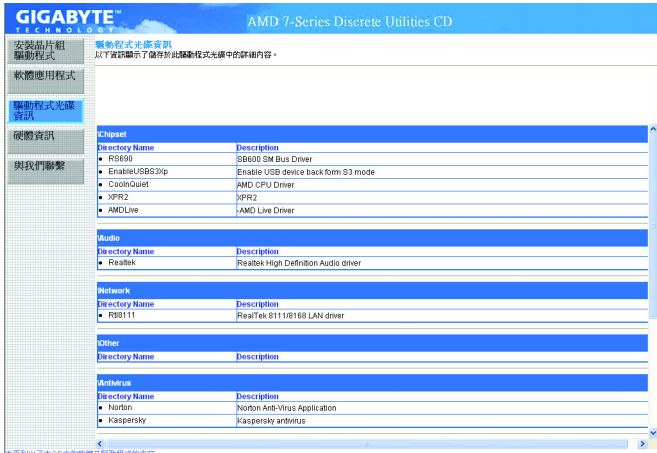 GIGABYTE™
TECHNOLOGY
AMD 7-Series Discrete Utilities CD
安裝晶片組
驅動程式
軟體應用程式
驅動程式光碟
資訊
硬體資訊
與我們聯繫
驅動程式光碟資訊
以下資訊顯示了儲存於此驅動程式光碟中的詳細內容。
\Chipset
Directory Name Description
• RS690 SB600 SM Bus Driver
• EnableUSBS3Xp Enable USB device back form S3 mode
• CoolnQuiet AMD CPU Driver
• XPR2 XPR2
• AMDLive -AMD Live Driver
\Audio
Directory Name Description
• Realtek Realtek High Definition Audio driver
\Network
Directory Name Description
• Rtl8111 RealTek 8111/8168 LAN driver
\Other
Directory Name Description
\Antivirus
Directory Name Description
• Norton Norton Anti-Virus Application
• Kaspersky Kaspersky antivirus